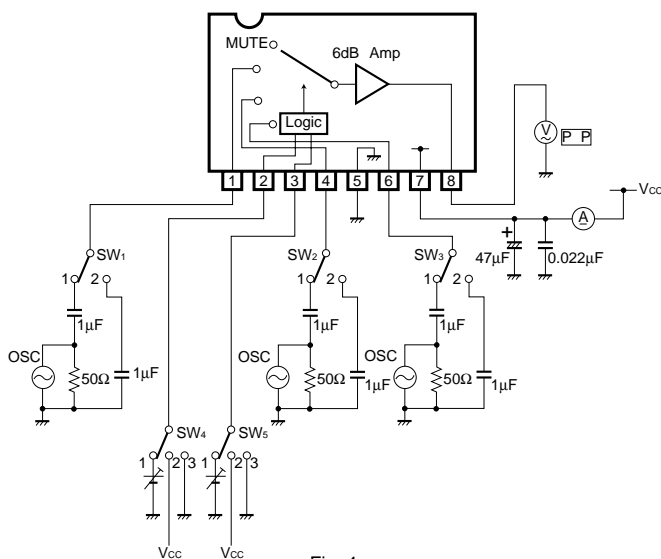 MUTE
6dB Amp
Logic
V
P P
1 2 3 4 5 6 7 8
Vcc
A
+
47μF
0.022μF
SW1
1 2
1μF
OSC
50Ω
1μF
SW2
1 2
1μF
OSC
50Ω
1μF
SW3
1 2
1μF
OSC
50Ω
1μF
SW4
1 2 3
Vcc
SW5
1 2 3
Vcc